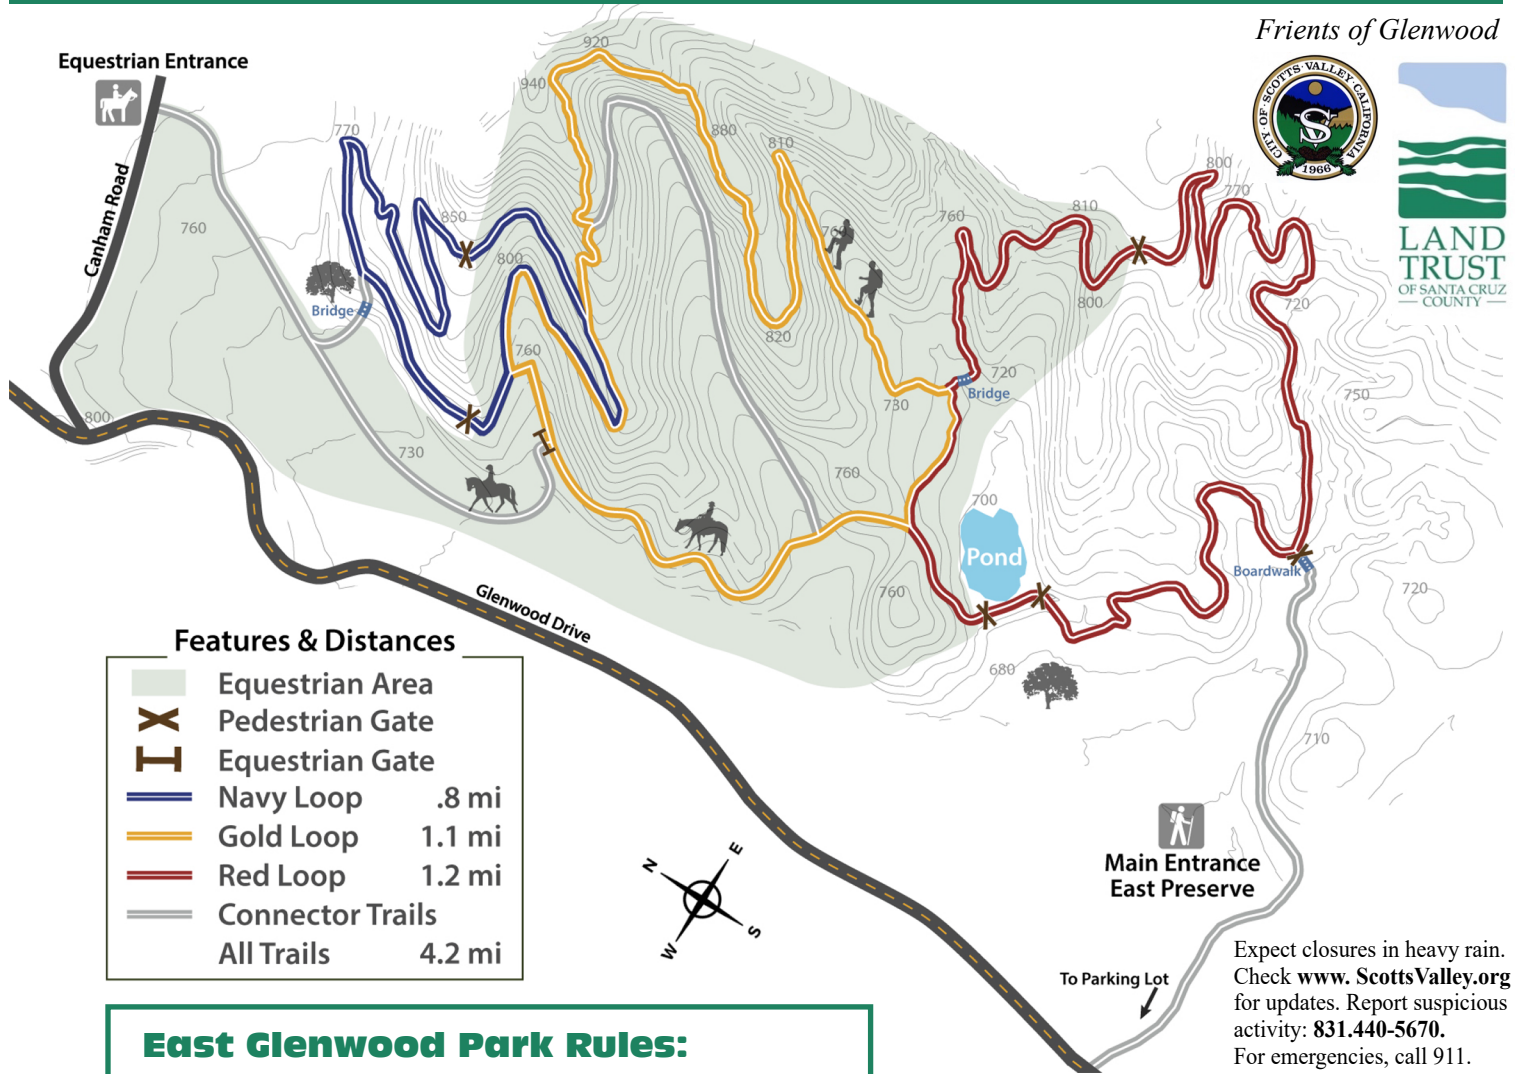 Frients of Glenwood
CITY · OF · SCOTTS · VALLEY · CALIFORNIA
SV
1966
LAND
TRUST
OF SANTA CRUZ
COUNTY
Equestrian Entrance
Canham Road
920
940
770
880
810
760
850
760
760
810
800
770
800
800
720
Bridge
820
760
720
Bridge
750
730
800
730
760
700
Pond
Boardwalk
760
720
680
Glenwood Drive
710
Features & Distances
Equestrian Area
Pedestrian Gate
Equestrian Gate
Navy Loop .8 mi
Gold Loop 1.1 mi
Red Loop 1.2 mi
Connector Trails
All Trails 4.2 mi
N
E
S
W
Main Entrance
East Preserve
To Parking Lot
Expect closures in heavy rain.
Check www. ScottsValley.org
for updates. Report suspicious
activity: 831.440-5670.
For emergencies, call 911.
East Glenwood Park Rules: